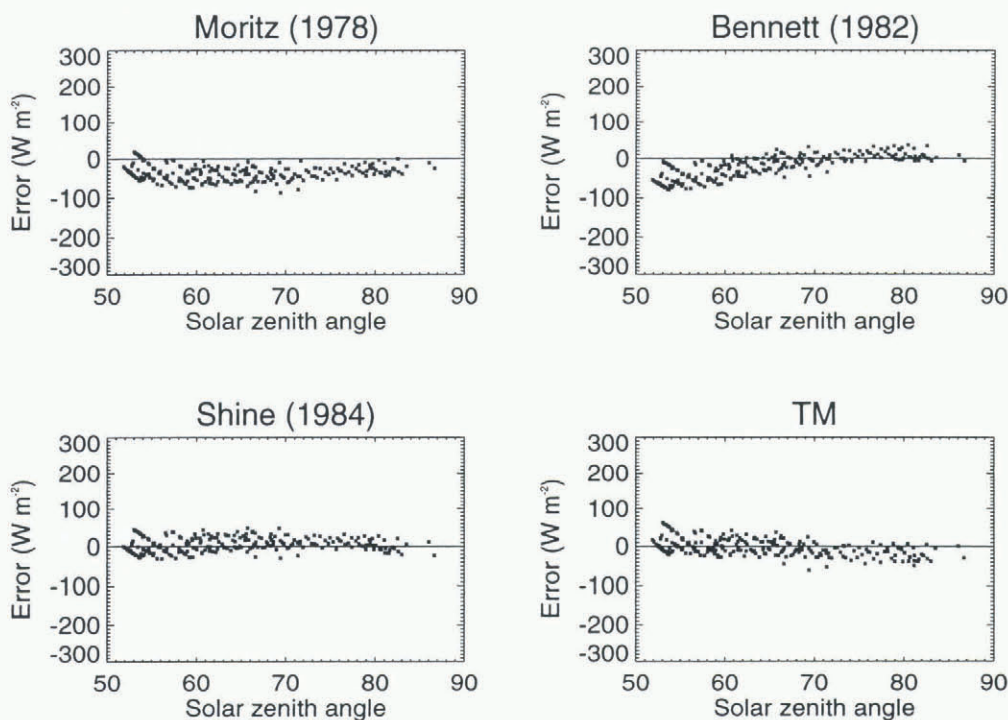 Moritz (1978)
300
200
100
0
-100
-200
-300
Error (W m⁻²)
50 60 70 80 90
Solar zenith angle
Bennett (1982)
300
200
100
0
-100
-200
-300
Error (W m⁻²)
50 60 70 80 90
Solar zenith angle
Shine (1984)
300
200
100
0
-100
-200
-300
Error (W m⁻²)
50 60 70 80 90
Solar zenith angle
TM
300
200
100
0
-100
-200
-300
Error (W m⁻²)
50 60 70 80 90
Solar zenith angle